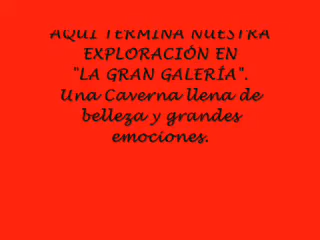 AQUÍ TERMINA NUESTRA
EXPLORACIÓN EN
"LA GRAN GALERÍA".
Una Caverna llena de
belleza y grandes
emociones.